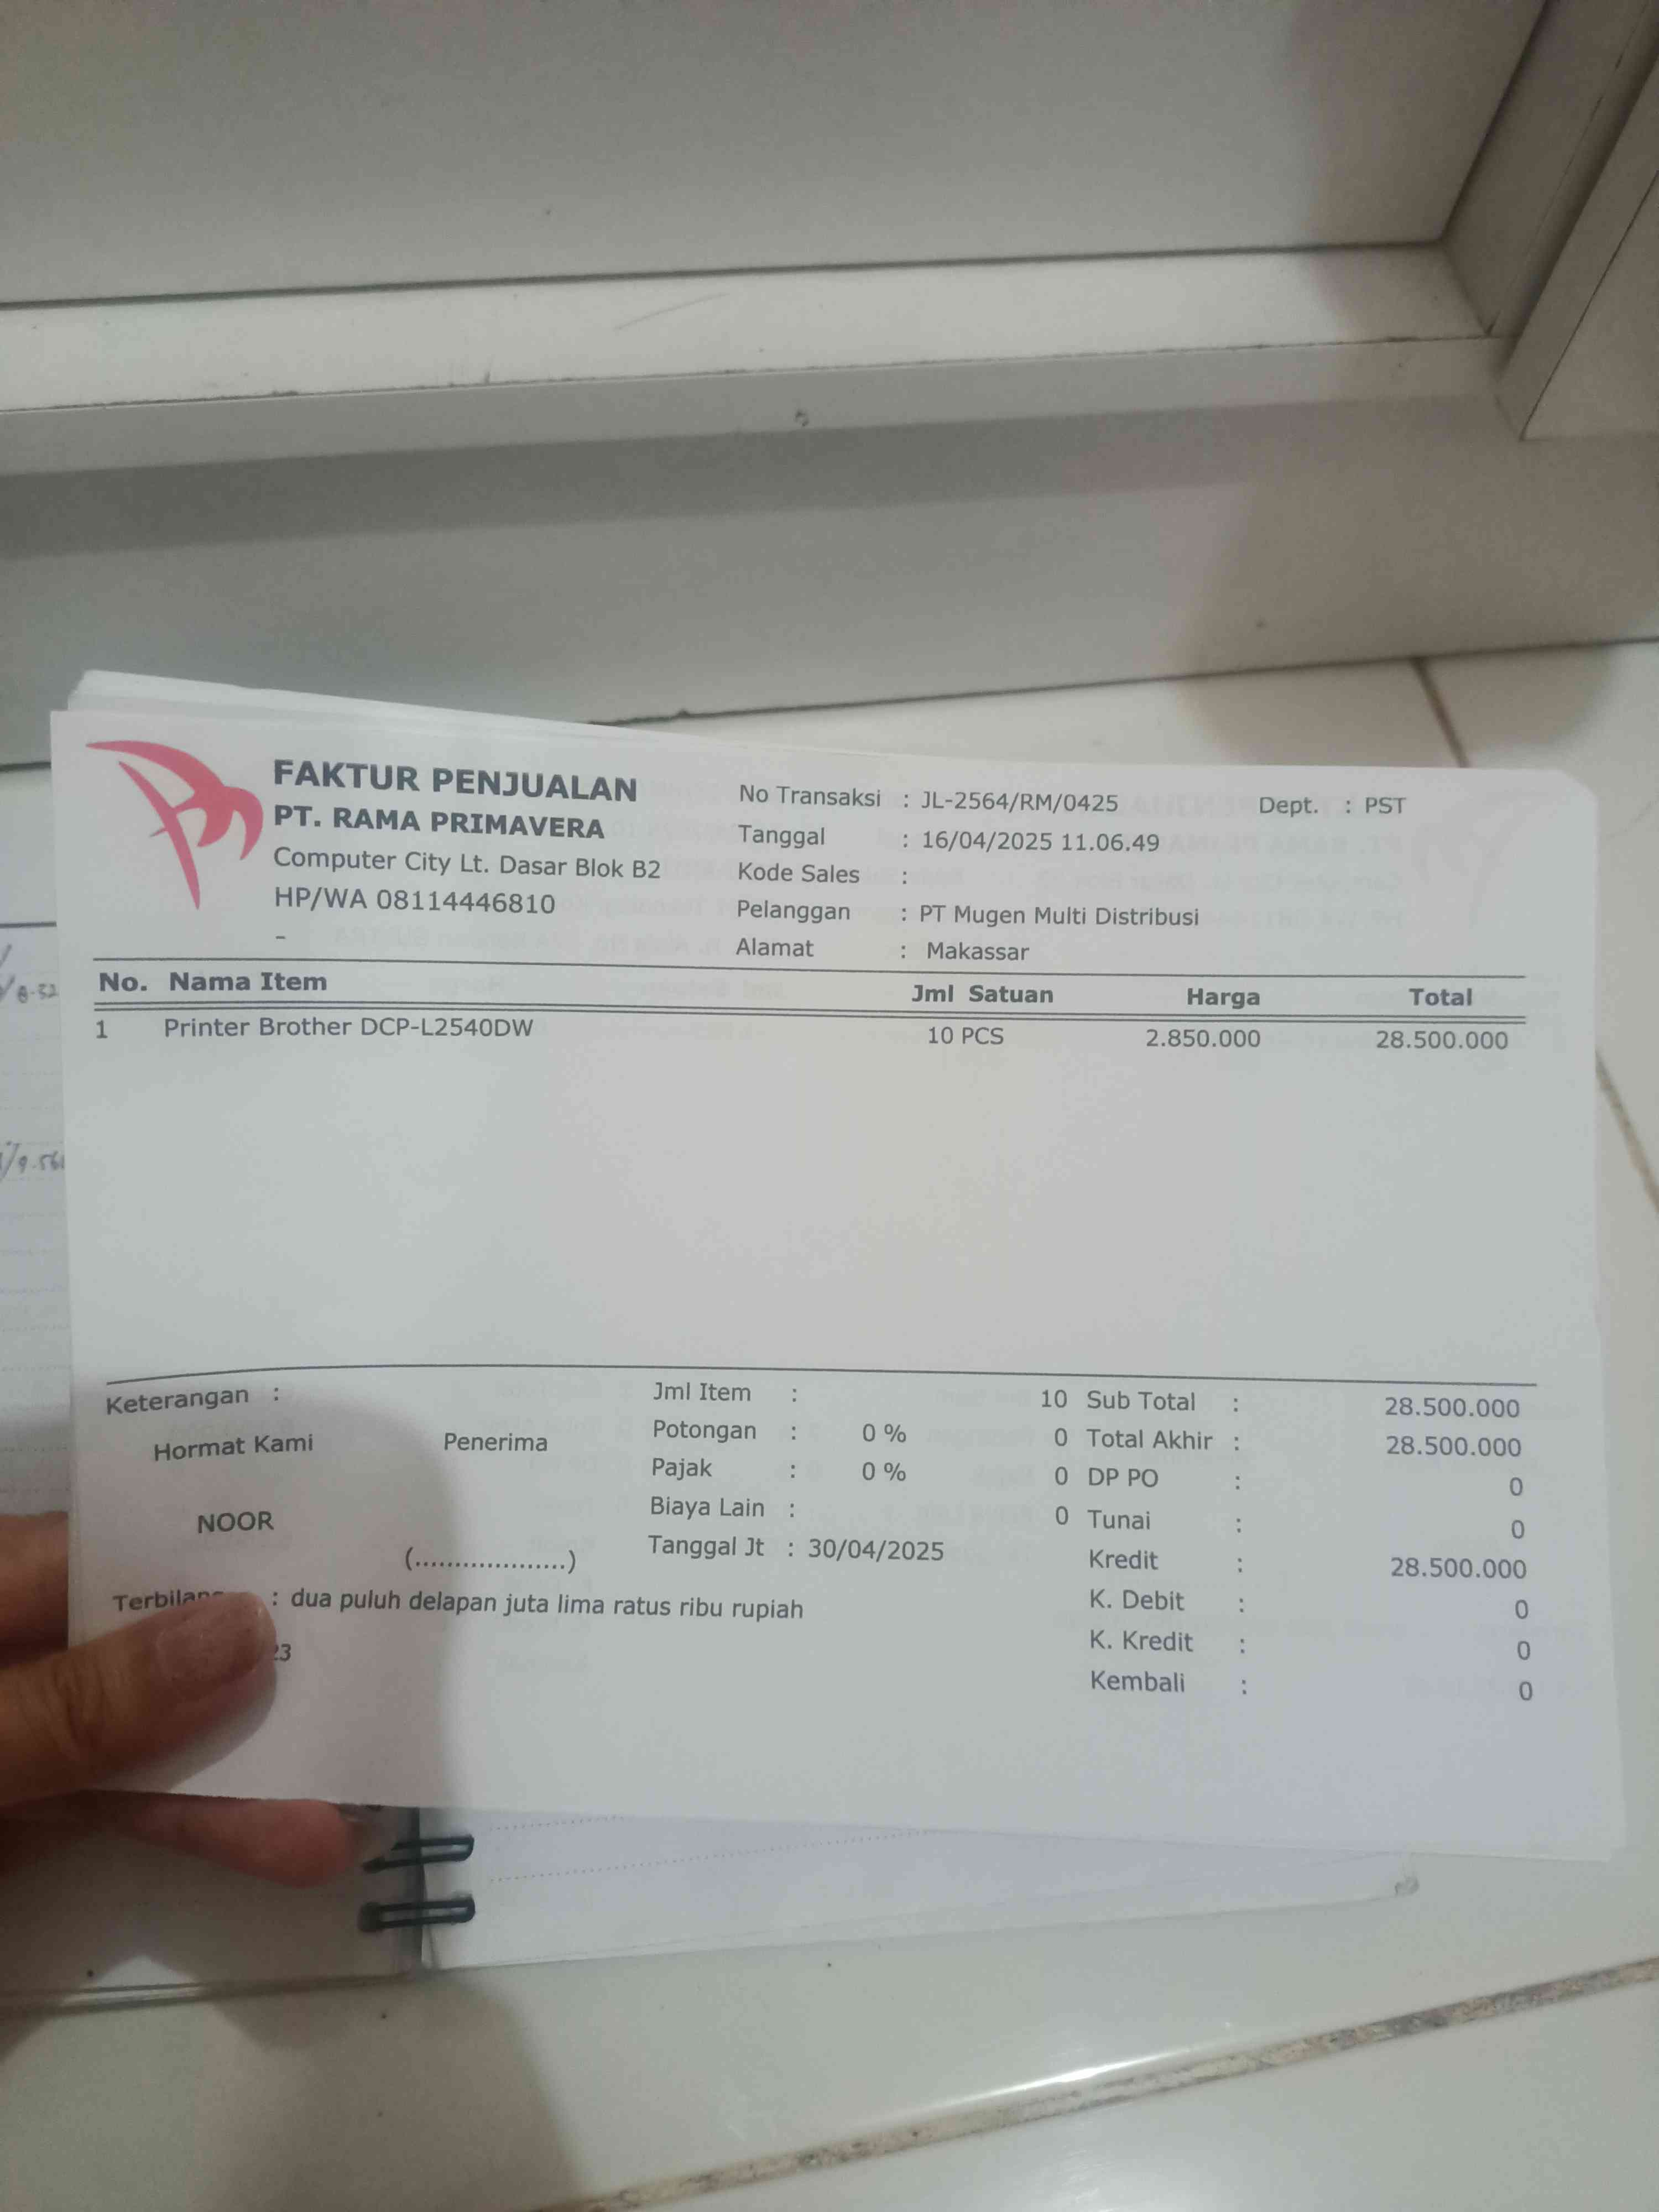 FAKTUR PENJUALAN
PT. RAMA PRIMAVERA
Computer City Lt. Dasar Blok B2
HP/WA 08114446810
-
No Transaksi : JL-2564/RM/0425 Dept. : PST
Tanggal : 16/04/2025 11.06.49
Kode Sales :
Pelanggan : PT Mugen Multi Distribusi
Alamat : Makassar
No. Nama Item Jml Satuan Harga Total
1 Printer Brother DCP-L2540DW 10 PCS 2.850.000 28.500.000
Keterangan :
Hormat Kami Penerima
NOOR
(...................)
Jml Item : 10
Potongan : 0 % 0
Pajak : 0 % 0
Biaya Lain : 0
Tanggal Jt : 30/04/2025
Sub Total : 28.500.000
Total Akhir : 28.500.000
DP PO : 0
Tunai : 0
Kredit : 28.500.000
K. Debit : 0
K. Kredit : 0
Kembali : 0
: dua puluh delapan juta lima ratus ribu rupiah